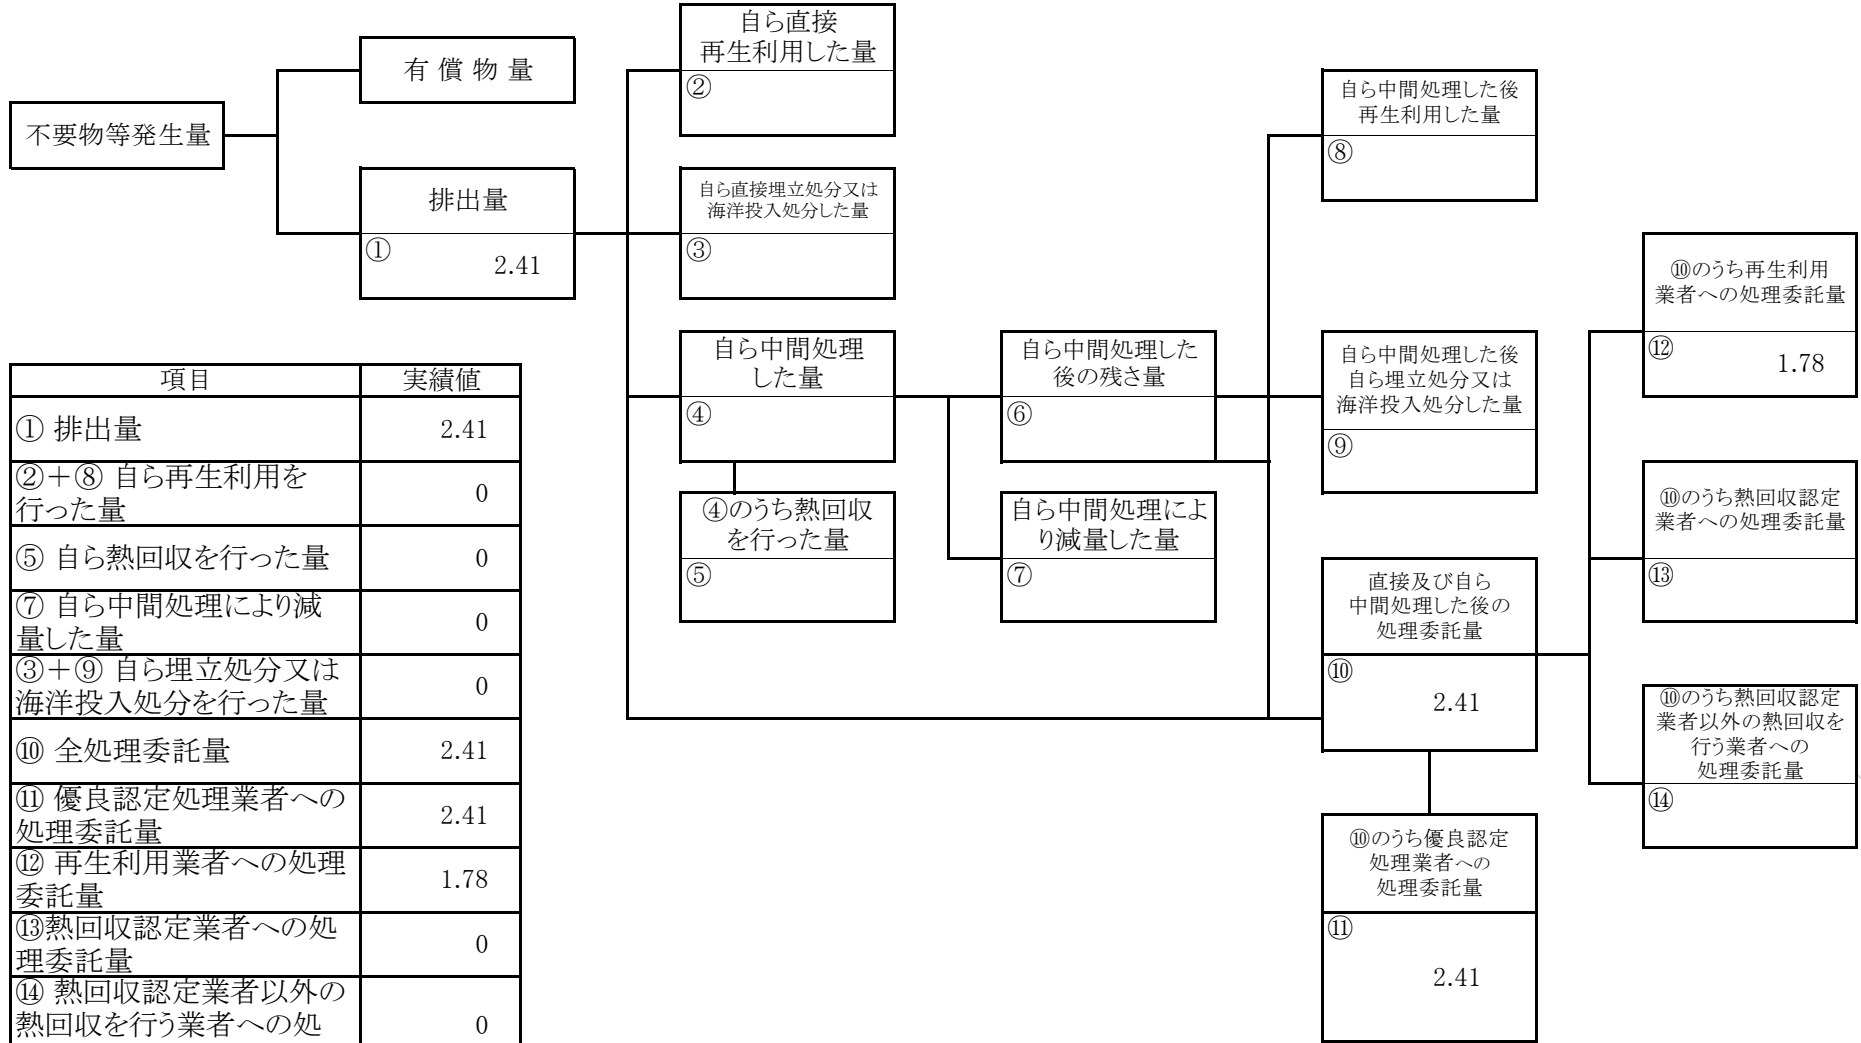 不要物等発生量
有 償 物 量
排出量
①
2.41
自ら直接
再生利用した量
②
自ら直接埋立処分又は
海洋投入処分した量
③
自ら中間処理
した量
④
④のうち熱回収
を行った量
⑤
自ら中間処理した
後の残さ量
⑥
自ら中間処理によ
り減量した量
⑦
自ら中間処理した後
再生利用した量
⑧
自ら中間処理した後
自ら埋立処分又は
海洋投入処分した量
⑨
直接及び自ら
中間処理した後の
処理委託量
⑩
2.41
⑩のうち優良認定
処理業者への
処理委託量
⑪
2.41
⑩のうち再生利用
業者への処理委託量
⑫
1.78
⑩のうち熱回収認定
業者への処理委託量
⑬
⑩のうち熱回収認定
業者以外の熱回収を
行う業者への
処理委託量
⑭
項目 実績値
① 排出量 2.41
②＋⑧ 自ら再生利用を
行った量 0
⑤ 自ら熱回収を行った量 0
⑦ 自ら中間処理により減
量した量 0
③＋⑨ 自ら埋立処分又は
海洋投入処分を行った量 0
⑩ 全処理委託量 2.41
⑪ 優良認定処理業者への
処理委託量 2.41
⑫ 再生利用業者への処理
委託量 1.78
⑬熱回収認定業者への処
理委託量 0
⑭ 熱回収認定業者以外の
熱回収を行う業者への処 0